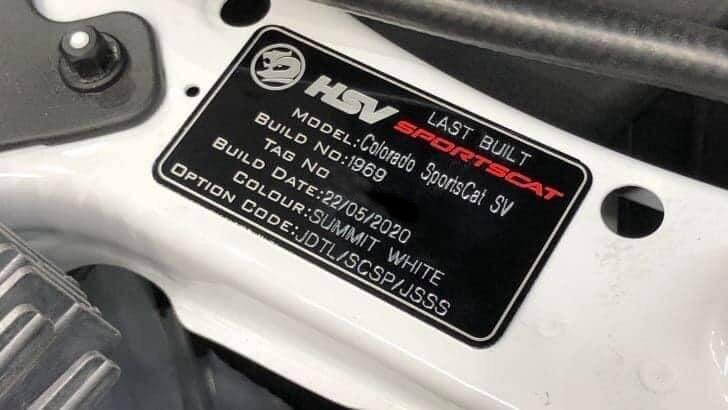 LAST BUILT
HSV SPORTSCAT
MODEL:Colorado SportsCat SV
BUILD NO:1969
TAG NO
BUILD DATE:22/05/2020
COLOUR:SUMMIT WHITE
OPTION CODE:JDTL/SCSP/JSSS